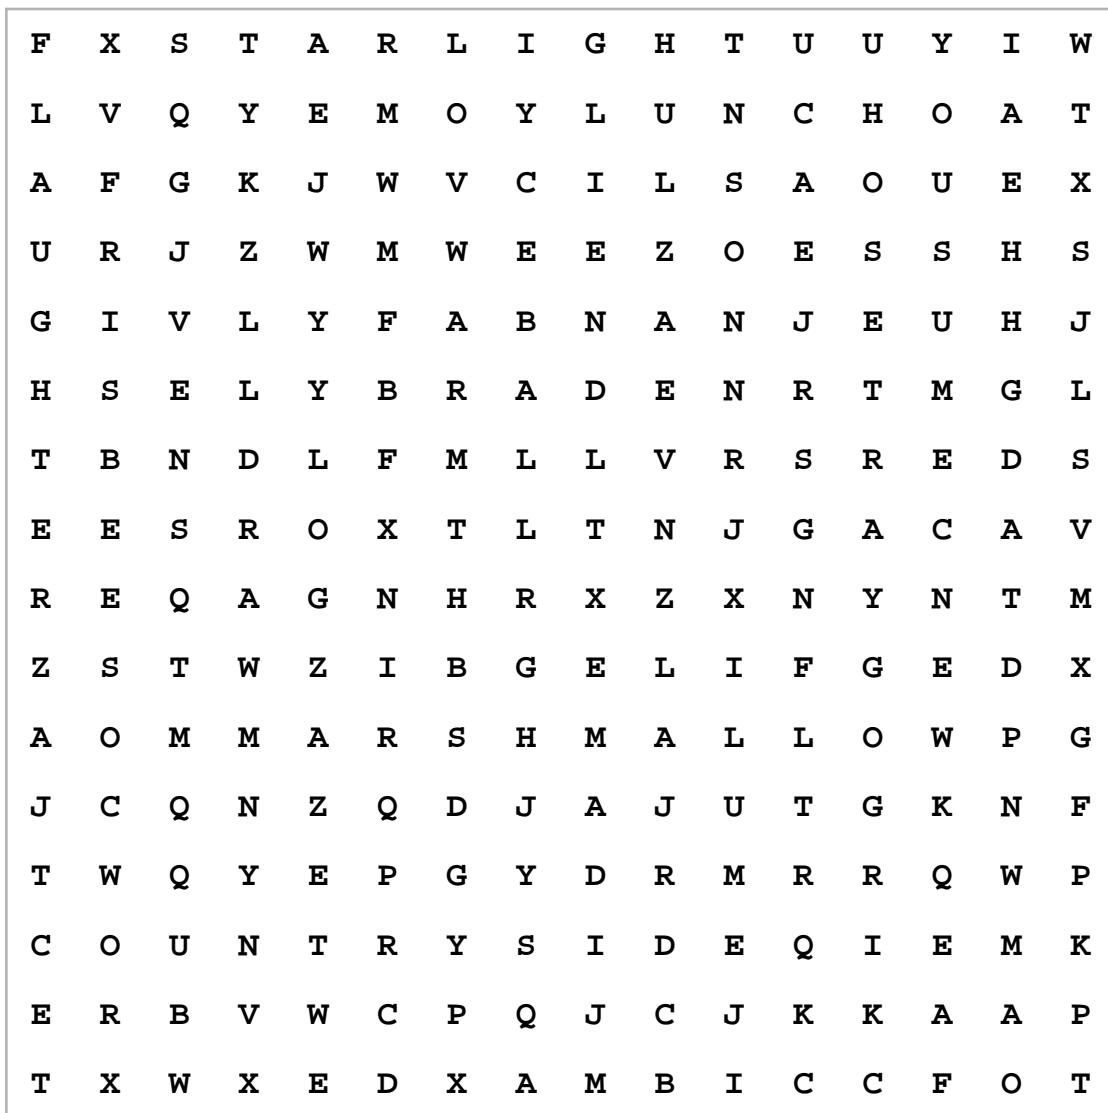 F X S T A R L I G H T U U Y I W
L V Q Y E M O Y L U N C H O A T
A F G K J W V C I L S A O U E X
U R J Z W M W E E Z O E S S H S
G I V L Y F A B N A N J E U H J
H S E L Y B R A D E N R T M G L
T B N D L F M L L V R S R E D S
E E S R O X T L T N J G A C A V
R E Q A G N H R X Z X N Y N T M
Z S T W Z I B G E L I F G E D X
A O M M A R S H M A L L O W P G
J C Q N Z Q D J A J U T G K N F
T W Q Y E P G Y D R M R R Q W P
C O U N T R Y S I D E Q I E M K
E R B V W C P Q J C J K K A A P
T X W X E D X A M B I C C F O T